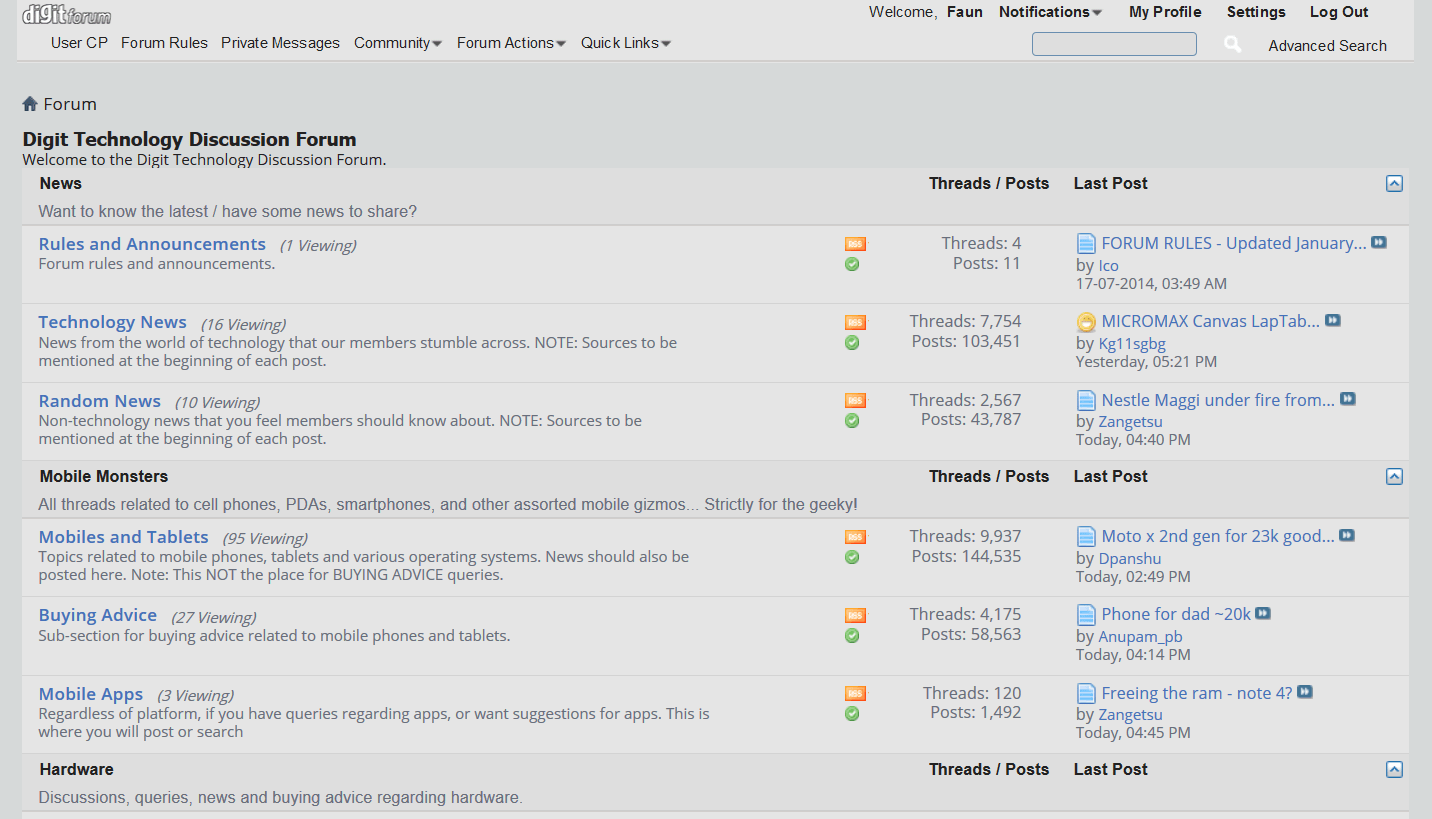 digit forum
Welcome, Faun Notifications My Profile Settings Log Out
User CP Forum Rules Private Messages Community Forum Actions Quick Links Advanced Search
Forum
Digit Technology Discussion Forum
Welcome to the Digit Technology Discussion Forum.
News Threads / Posts Last Post
Want to know the latest / have some news to share?
Rules and Announcements (1 Viewing) RSS Threads: 4 FORUM RULES - Updated January...
Forum rules and announcements. Posts: 11 by Ico
17-07-2014, 03:49 AM
Technology News (16 Viewing) RSS Threads: 7,754 MICROMAX Canvas LapTab...
News from the world of technology that our members stumble across. NOTE: Sources to be Posts: 103,451 by Kg11sgbg
mentioned at the beginning of each post. Yesterday, 05:21 PM
Random News (10 Viewing) RSS Threads: 2,567 Nestle Maggi under fire from...
Non-technology news that you feel members should know about. NOTE: Sources to be Posts: 43,787 by Zangetsu
mentioned at the beginning of each post. Today, 04:40 PM
Mobile Monsters Threads / Posts Last Post
All threads related to cell phones, PDAs, smartphones, and other assorted mobile gizmos... Strictly for the geeky!
Mobiles and Tablets (95 Viewing) RSS Threads: 9,937 Moto x 2nd gen for 23k good...
Topics related to mobile phones, tablets and various operating systems. News should also be Posts: 144,535 by Dpanshu
posted here. Note: This NOT the place for BUYING ADVICE queries. Today, 02:49 PM
Buying Advice (27 Viewing) RSS Threads: 4,175 Phone for dad ~20k
Sub-section for buying advice related to mobile phones and tablets. Posts: 58,563 by Anupam_pb
Today, 04:14 PM
Mobile Apps (3 Viewing) RSS Threads: 120 Freeing the ram - note 4?
Regardless of platform, if you have queries regarding apps, or want suggestions for apps. This is Posts: 1,492 by Zangetsu
where you will post or search Today, 04:45 PM
Hardware Threads / Posts Last Post
Discussions, queries, news and buying advice regarding hardware.